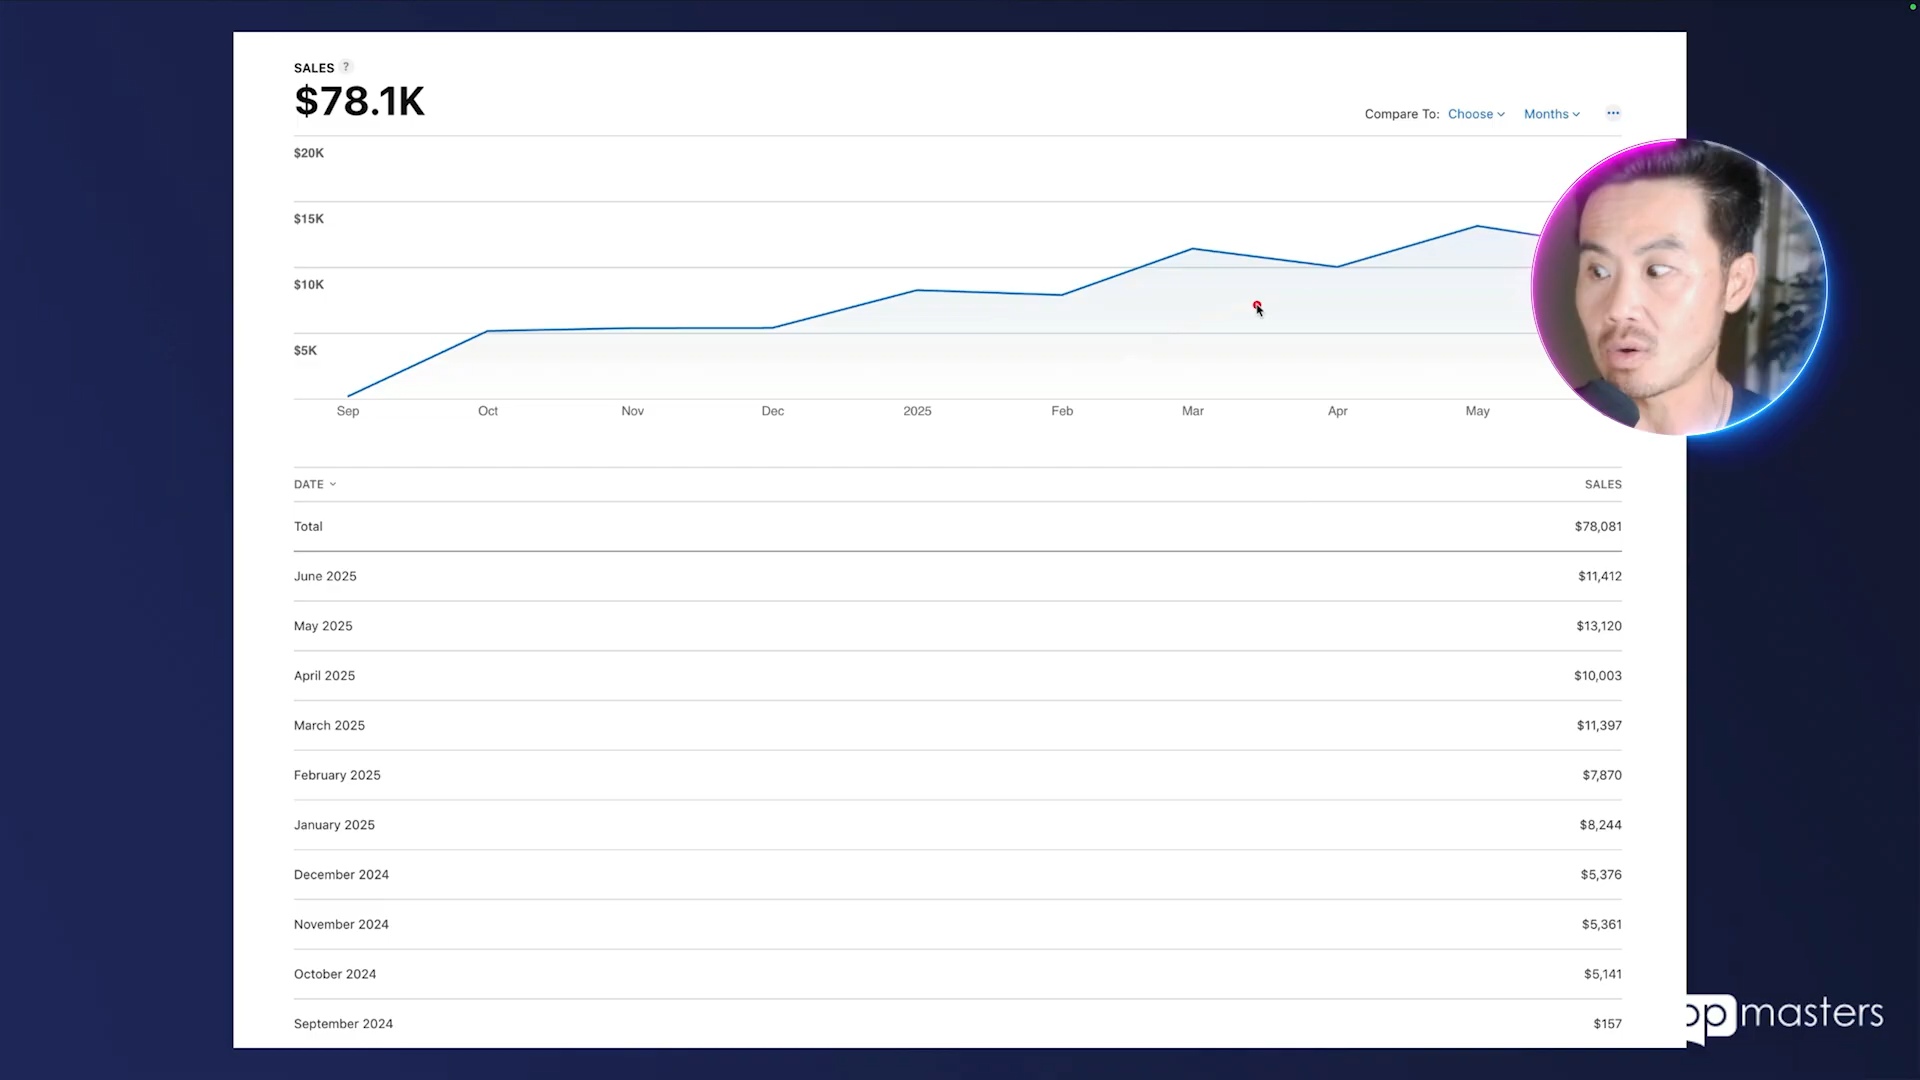 SALES ?
$78.1K
Compare To: Choose Months ...
$20K
$15K
$10K
$5K
Sep Oct Nov Dec 2025 Feb Mar Apr May
DATE SALES
Total $78,081
June 2025 $11,412
May 2025 $13,120
April 2025 $10,003
March 2025 $11,397
February 2025 $7,870
January 2025 $8,244
December 2024 $5,376
November 2024 $5,361
October 2024 $5,141
September 2024 $157
pp masters